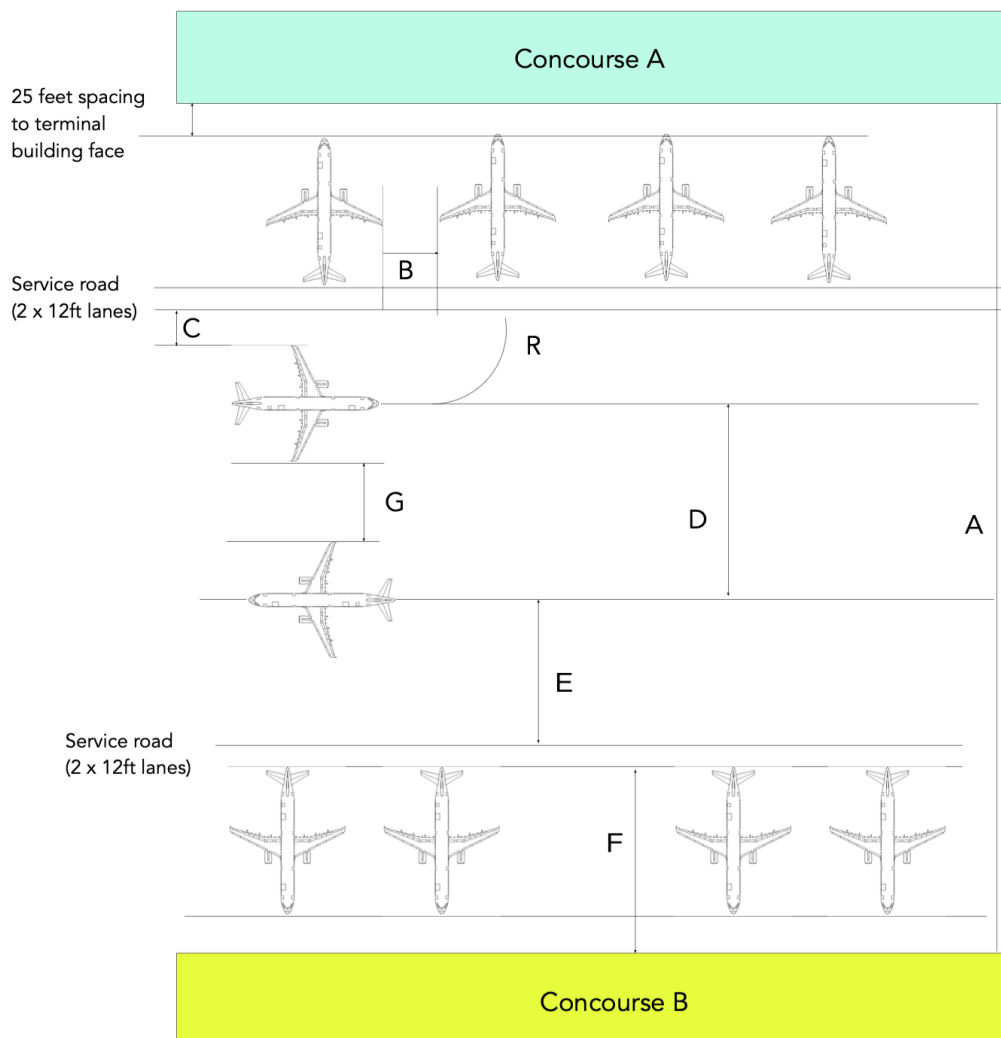 Concourse A
25 feet spacing
to terminal
building face
B
Service road
(2 x 12ft lanes)
C
R
G
D
A
E
Service road
(2 x 12ft lanes)
F
Concourse B